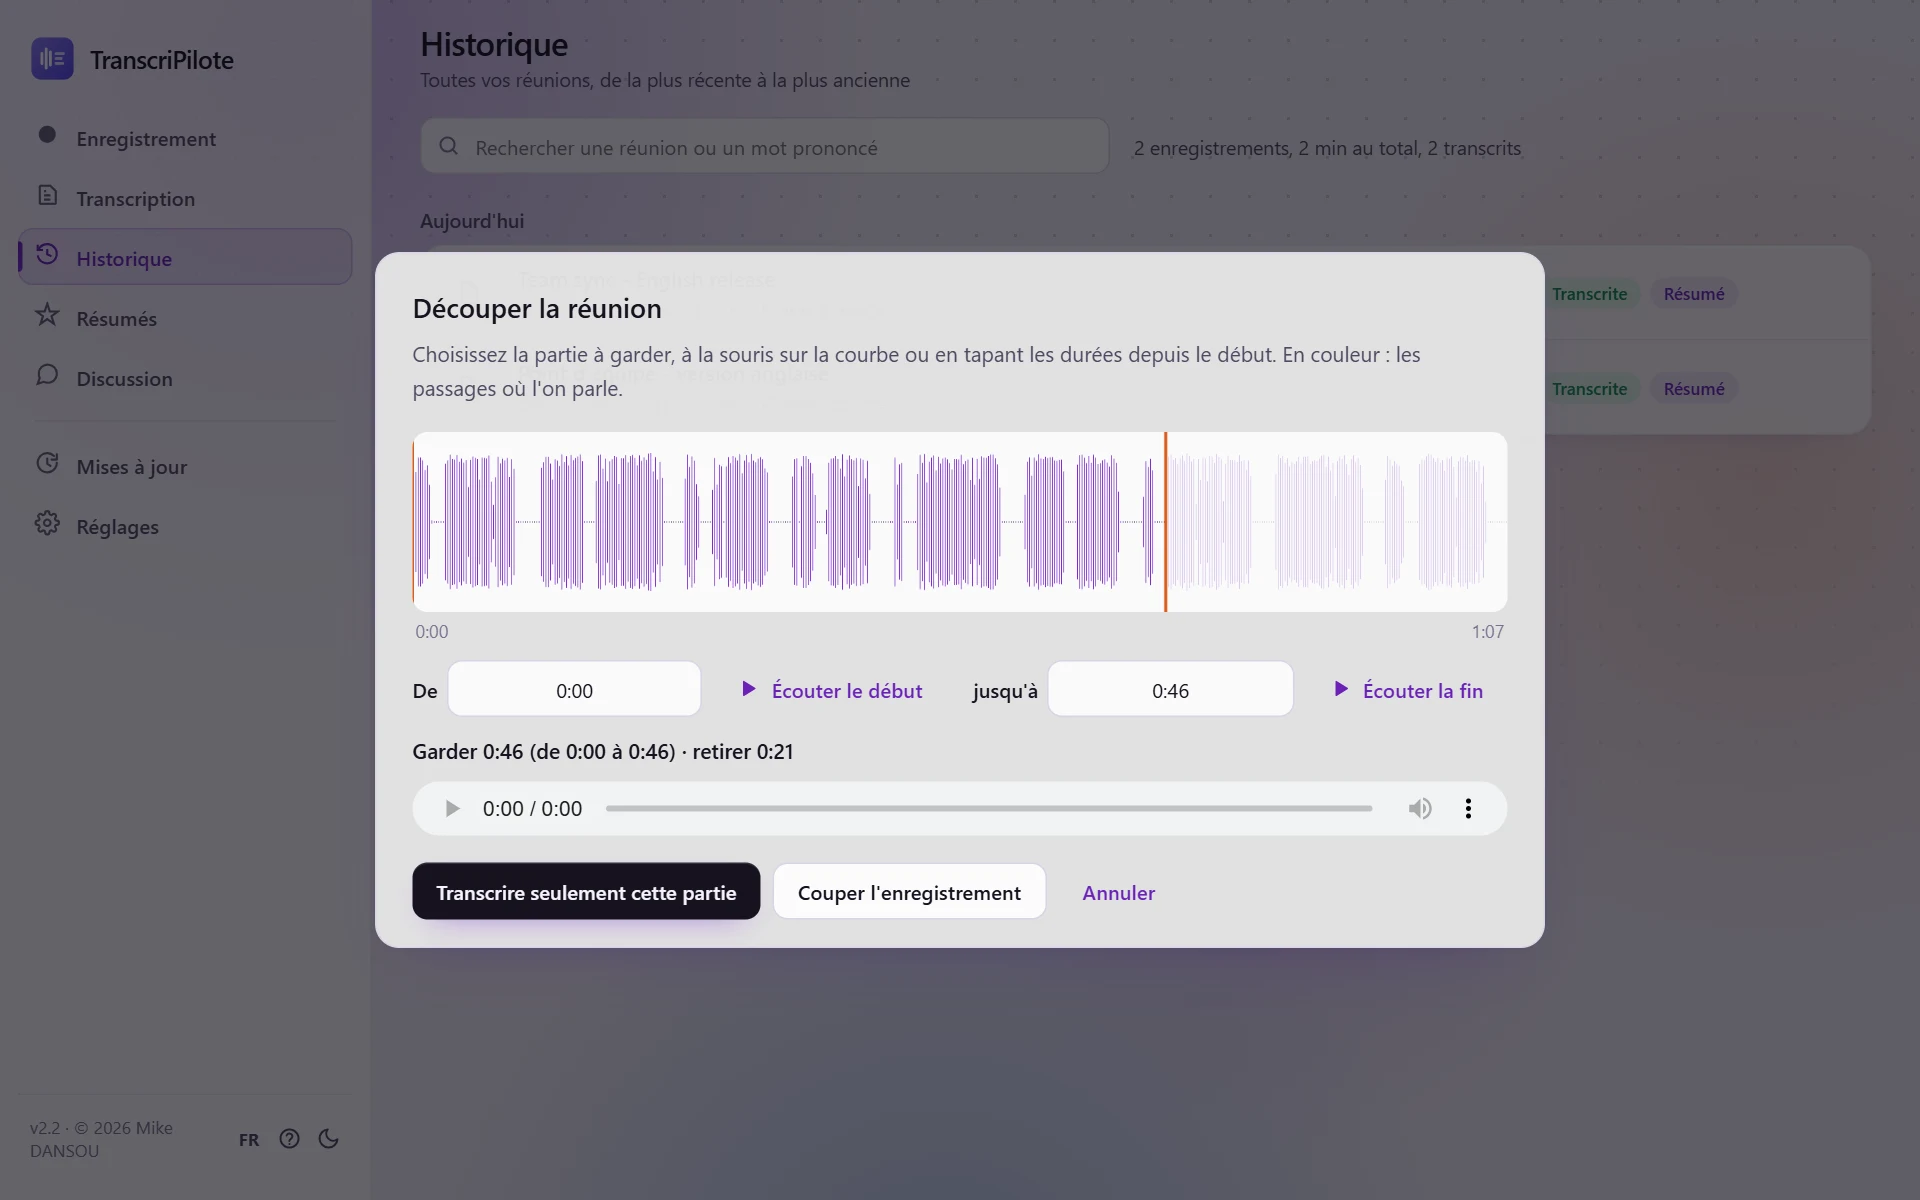 TranscriPilote
Enregistrement
Transcription
Historique
Résumés
Discussion
Mises à jour
Réglages
v2.2 · © 2026 Mike
DANSOU
FR
Historique
Toutes vos réunions, de la plus récente à la plus ancienne
Rechercher une réunion ou un mot prononcé
2 enregistrements, 2 min au total, 2 transcrits
Aujourd'hui
Team sync - English release
Transcrite Résumé
Transcrite Résumé
Découper la réunion
Choisissez la partie à garder, à la souris sur la courbe ou en tapant les durées depuis le début. En couleur : les
passages où l'on parle.
0:00 1:07
De 0:00 Écouter le début jusqu'à 0:46 Écouter la fin
Garder 0:46 (de 0:00 à 0:46) · retirer 0:21
0:00 / 0:00
Transcrire seulement cette partie Couper l'enregistrement Annuler